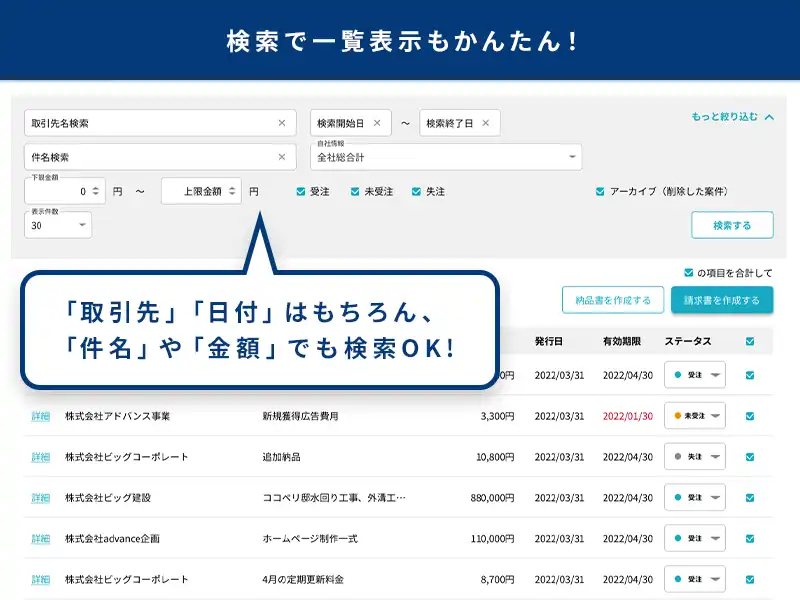 検索で一覧表示もかんたん！
取引先名検索 ×
検索開始日 × ～ 検索終了日 ×
もっと絞り込む
件名検索 ×
自社情報
全社総合計
下限金額
0 円 ～ 上限金額 円
受注 未受注 失注
アーカイブ（削除した案件）
表示件数
30
検索する
の項目を合計して
納品書を作成する 請求書を作成する
「取引先」「日付」はもちろん、
「件名」や「金額」でも検索OK!
発行日 有効期限 ステータス
0円 2022/03/31 2022/04/30 受注
詳細 株式会社アドバンス事業 新規獲得広告費用 3,300円 2022/03/31 2022/01/30 未受注
詳細 株式会社ビッグコーポレート 追加納品 10,800円 2022/03/31 2022/04/30 失注
詳細 株式会社ビッグ建設 ココペリ邸水回り工事、外溝工… 880,000円 2022/03/31 2022/04/30 受注
詳細 株式会社advance企画 ホームページ制作一式 110,000円 2022/03/31 2022/04/30 受注
詳細 株式会社ビッグコーポレート 4月の定期更新料金 8,700円 2022/03/31 2022/04/30 受注